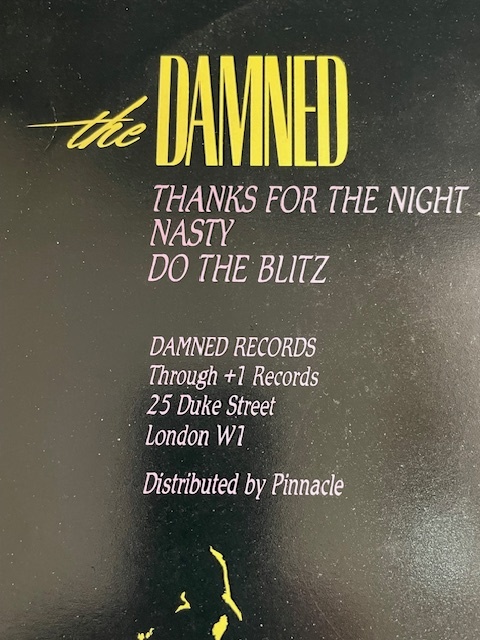 the DAMNED
THANKS FOR THE NIGHT
NASTY
DO THE BLITZ
DAMNED RECORDS
Through +1 Records
25 Duke Street
London W1
Distributed by Pinnacle